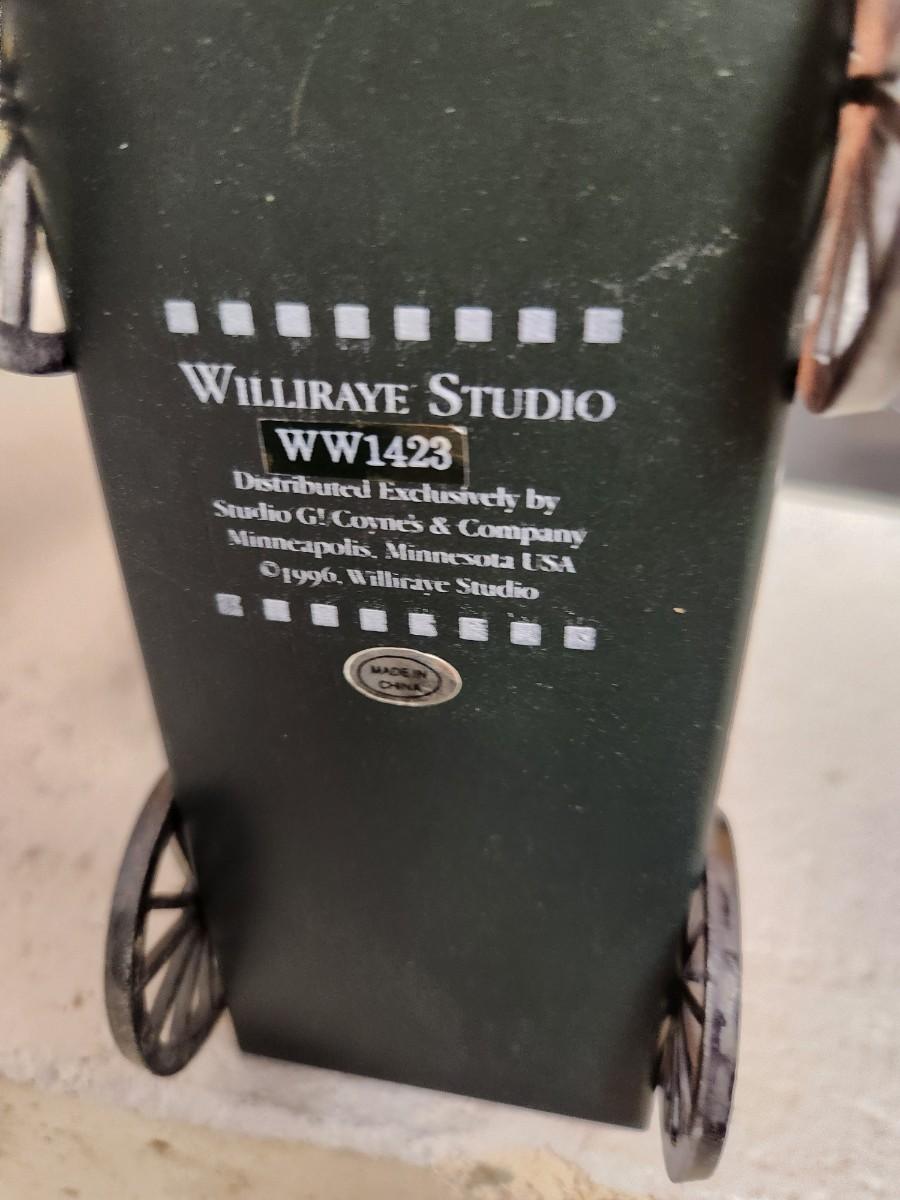 WILLIRAYE STUDIO
WW1423
Distributed Exclusively by
Studio G! Coyne's & Company
Minneapolis, Minnesota USA
©1996, Williraye Studio
MADE IN
CHINA